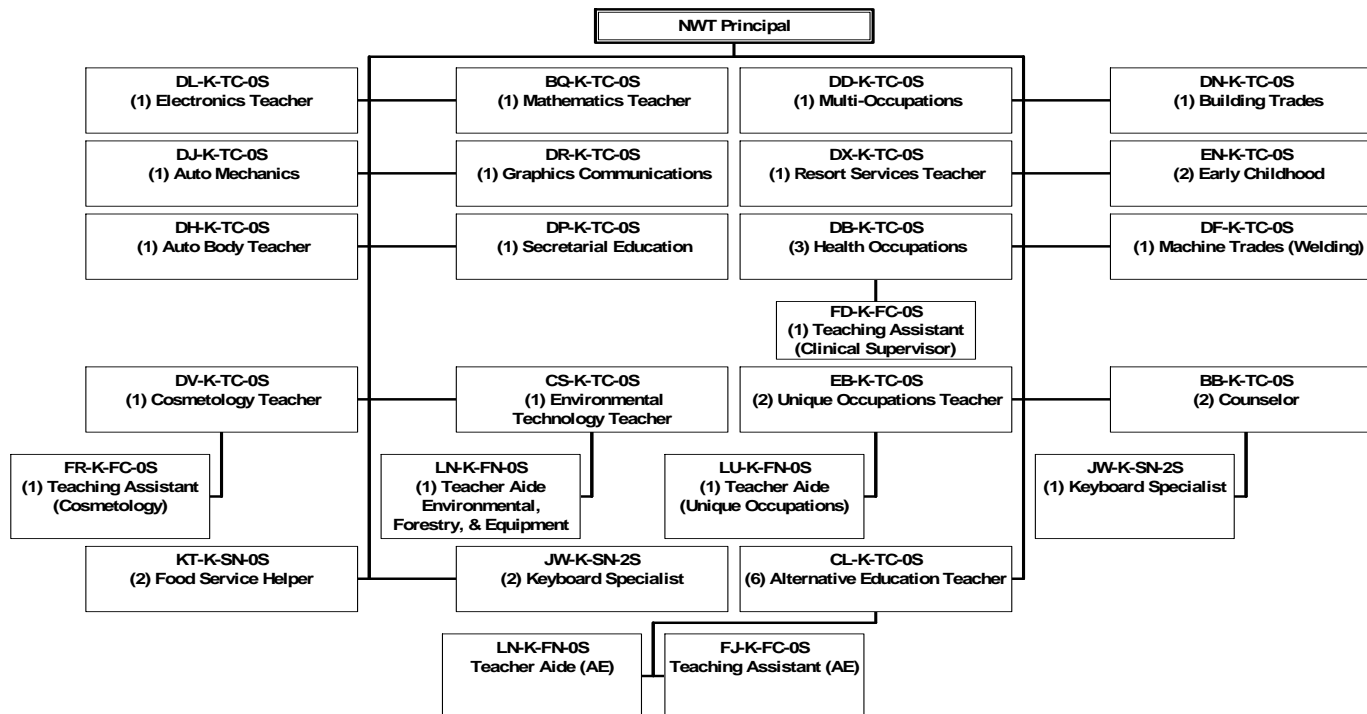 NWT Principal
DL-K-TC-0S
(1) Electronics Teacher
BQ-K-TC-0S
(1) Mathematics Teacher
DD-K-TC-0S
(1) Multi-Occupations
DN-K-TC-0S
(1) Building Trades
DJ-K-TC-0S
(1) Auto Mechanics
DR-K-TC-0S
(1) Graphics Communications
DX-K-TC-0S
(1) Resort Services Teacher
EN-K-TC-0S
(2) Early Childhood
DH-K-TC-0S
(1) Auto Body Teacher
DP-K-TC-0S
(1) Secretarial Education
DB-K-TC-0S
(3) Health Occupations
DF-K-TC-0S
(1) Machine Trades (Welding)
FD-K-FC-0S
(1) Teaching Assistant
(Clinical Supervisor)
DV-K-TC-0S
(1) Cosmetology Teacher
CS-K-TC-0S
(1) Environmental
Technology Teacher
EB-K-TC-0S
(2) Unique Occupations Teacher
BB-K-TC-0S
(2) Counselor
FR-K-FC-0S
(1) Teaching Assistant
(Cosmetology)
LN-K-FN-0S
(1) Teacher Aide
Environmental,
Forestry, & Equipment
LU-K-FN-0S
(1) Teacher Aide
(Unique Occupations)
JW-K-SN-2S
(1) Keyboard Specialist
KT-K-SN-0S
(2) Food Service Helper
JW-K-SN-2S
(2) Keyboard Specialist
CL-K-TC-0S
(6) Alternative Education Teacher
LN-K-FN-0S
Teacher Aide (AE)
FJ-K-FC-0S
Teaching Assistant (AE)